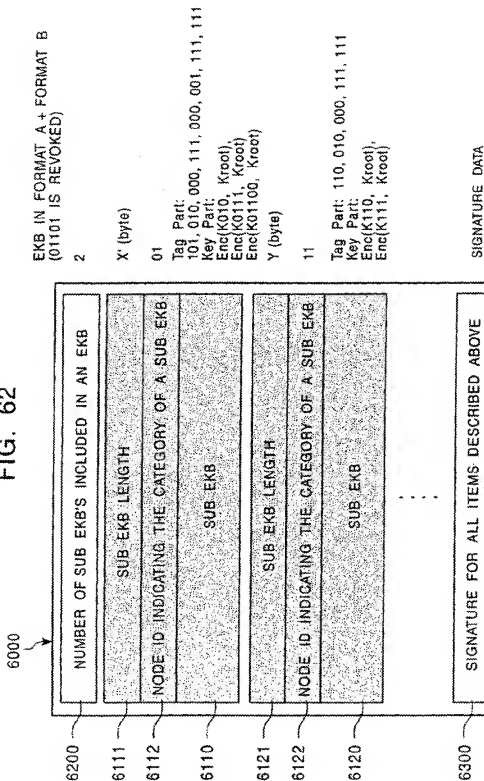 FIG. 62
6000
EKB IN FORMAT A + FORMAT B
(01101 IS REVOKED)
6200
NUMBER OF SUB EKB'S INCLUDED IN AN EKB
2
6111
SUB EKB LENGTH
X' (byte)
6112
NODE ID INDICATING THE CATEGORY OF A SUB EKB
01
6110
SUB EKB
Tag Part:
101, 010, 000, 111, 000, 001, 111, 111
Key Part:
Enc(K010, Kroot),
Enc(K0111, Kroot)
Enc(K01100, Kroot)
6121
SUB EKB LENGTH
Y (byte)
6122
NODE ID INDICATING THE CATEGORY OF A SUB EKB
11
6120
SUB EKB
Tag Part: 110, 010, 000, 111, 111
Key Part:
Enc(K110, Kroot),
Enc(K111, Kroot)
6300
SIGNATURE FOR ALL ITEMS DESCRIBED ABOVE
SIGNATURE DATA